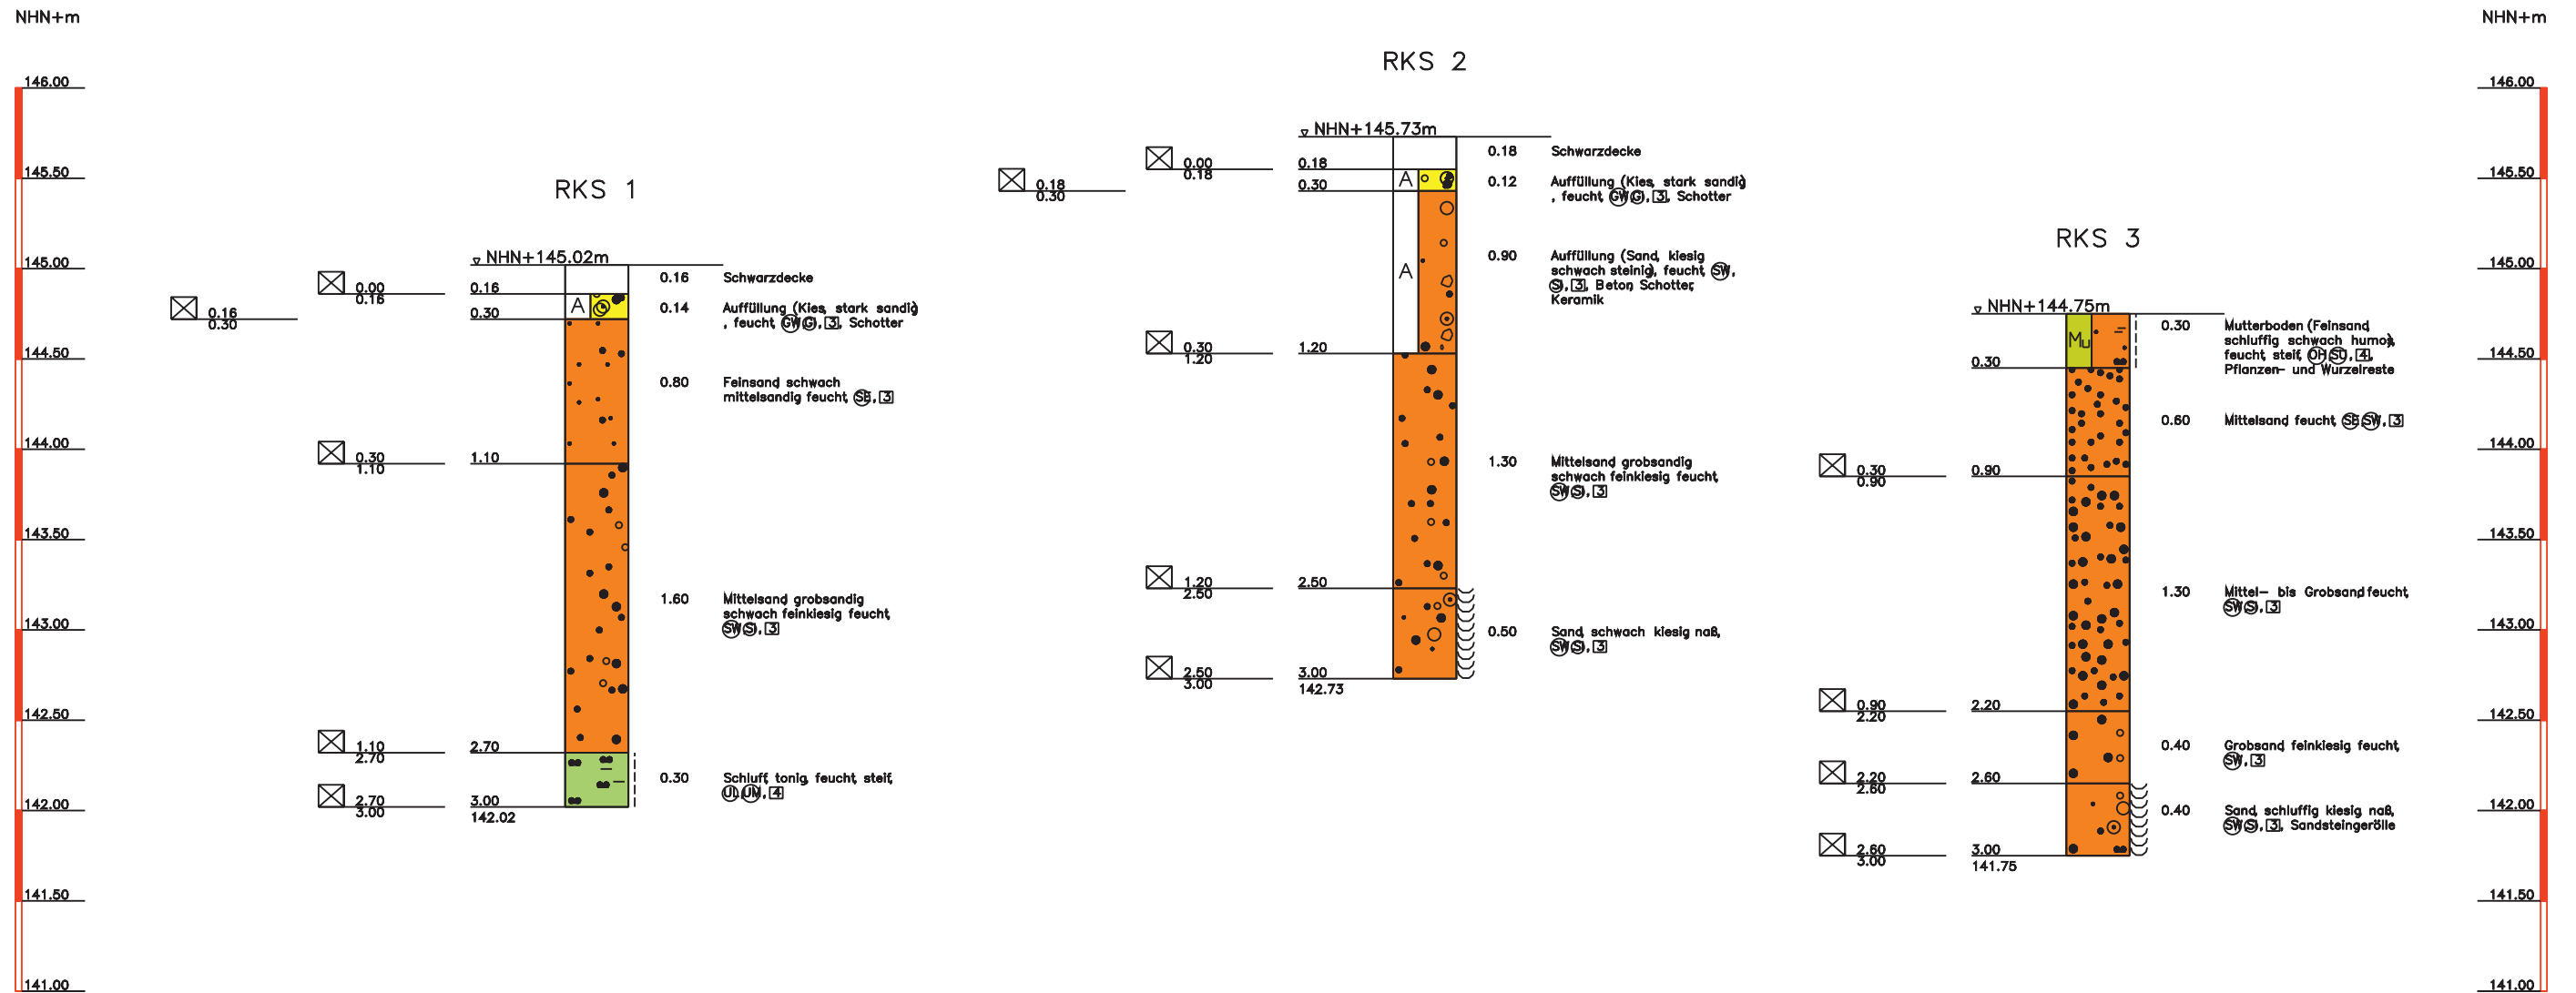 NHN+m
146.00
145.50
145.00
144.50
144.00
143.50
143.00
142.50
142.00
141.50
141.00
RKS 1
NHN+145.02m
0.00
0.16
0.16
0.30
0.30
1.10
1.10
2.70
2.70
3.00
0.16
0.30
1.10
2.70
3.00
142.02
A
0.16 Schwarzdecke
0.14 Auffüllung (Kies, stark sandig)
, feucht, GW,GI, 3, Schotter
0.80 Feinsand, schwach
mittelsandig, feucht, SE, 3
1.60 Mittelsand, grobsandig,
schwach feinkiesig, feucht,
SW,SI, 3
0.30 Schluff, tonig, feucht, steif,
UL,UM, 4
RKS 2
NHN+145.73m
0.00
0.18
0.18
0.30
0.30
1.20
1.20
2.50
2.50
3.00
0.18
0.30
1.20
2.50
3.00
142.73
A
A
0.18 Schwarzdecke
0.12 Auffüllung (Kies, stark sandig)
, feucht, GW,GI, 3, Schotter
0.90 Auffüllung (Sand, kiesig,
schwach steinig), feucht, SW,
SI, 3, Beton, Schotter,
Keramik
1.30 Mittelsand, grobsandig,
schwach feinkiesig, feucht,
SW,SI, 3
0.50 Sand, schwach kiesig, naß,
SW,SI, 3
RKS 3
NHN+144.75m
0.30
0.90
0.90
2.20
2.20
2.60
2.60
3.00
0.30
0.90
2.20
2.60
3.00
141.75
Mu
0.30 Mutterboden (Feinsand,
schluffig, schwach humos),
feucht, steif, OH,SU, 4,
Pflanzen- und Wurzelreste
0.60 Mittelsand, feucht, SE,SW, 3
1.30 Mittel- bis Grobsand, feucht,
SW,SI, 3
0.40 Grobsand, feinkiesig, feucht,
SW, 3
0.40 Sand, schluffig, kiesig, naß,
SW,SI, 3, Sandsteingerölle
NHN+m
146.00
145.50
145.00
144.50
144.00
143.50
143.00
142.50
142.00
141.50
141.00